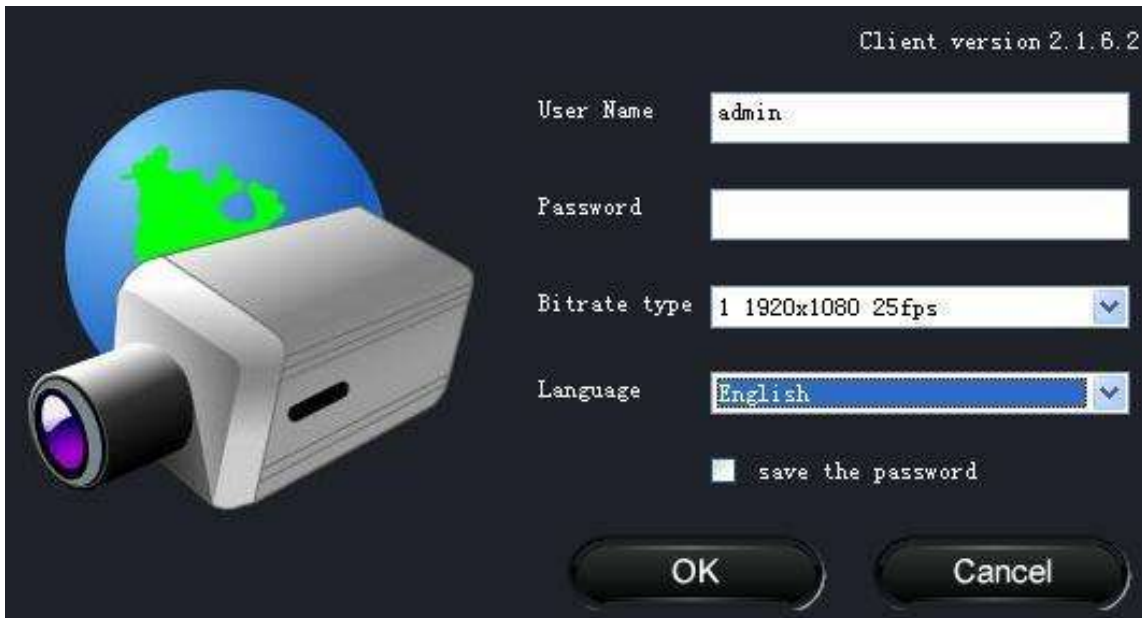 Client version 2.1.6.2
User Name admin
Password
Bitrate type 1 1920x1080 25fps
Language English
save the password
OK Cancel